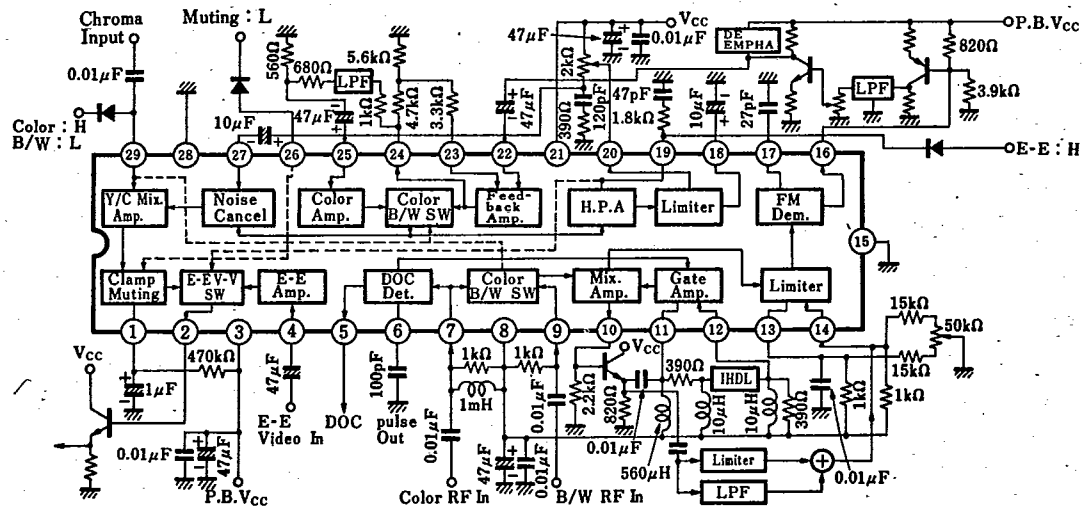 Chroma
Input
Muting : L
0.01μF
Color : H
B/W : L
560Ω
680Ω
LPF
1kΩ
5.6kΩ
4.7kΩ
3.3kΩ
10μF
47μF
47μF
Vcc
47μF
0.01μF
2kΩ
390Ω
120pF
47pF
1.8kΩ
10μF
27pF
DE
EMPHA
LPF
P.B.Vcc
820Ω
3.9kΩ
E-E : H
29
28
27
26
25
24
23
22
21
20
19
18
17
16
15
Y/C Mix.
Amp.
Noise
Cancel
Color
Amp.
Color
B/W SW
Feed-
back Amp.
H.P.A
Limiter
FM
Dem.
Clamp
Muting
E-EV-V
SW
E-E
Amp.
DOC
Det.
Color
B/W SW
Mix.
Amp.
Gate
Amp.
Limiter
1
2
3
4
5
6
7
8
9
10
11
12
13
14
Vcc
470kΩ
1μF
0.01μF
47μF
P.B.Vcc
47μF
E-E
Video In
DOC
100pF
pulse
Out
1kΩ
1kΩ
1mH
0.01μF
Color RF In
47μF
0.01μF
0.01μF
B/W RF In
Vcc
2.2kΩ
820Ω
0.01μF
560μH
390Ω
10μH
1HDL
10μH
390Ω
0.01μF
1kΩ
1kΩ
15kΩ
15kΩ
50kΩ
Limiter
LPF
+